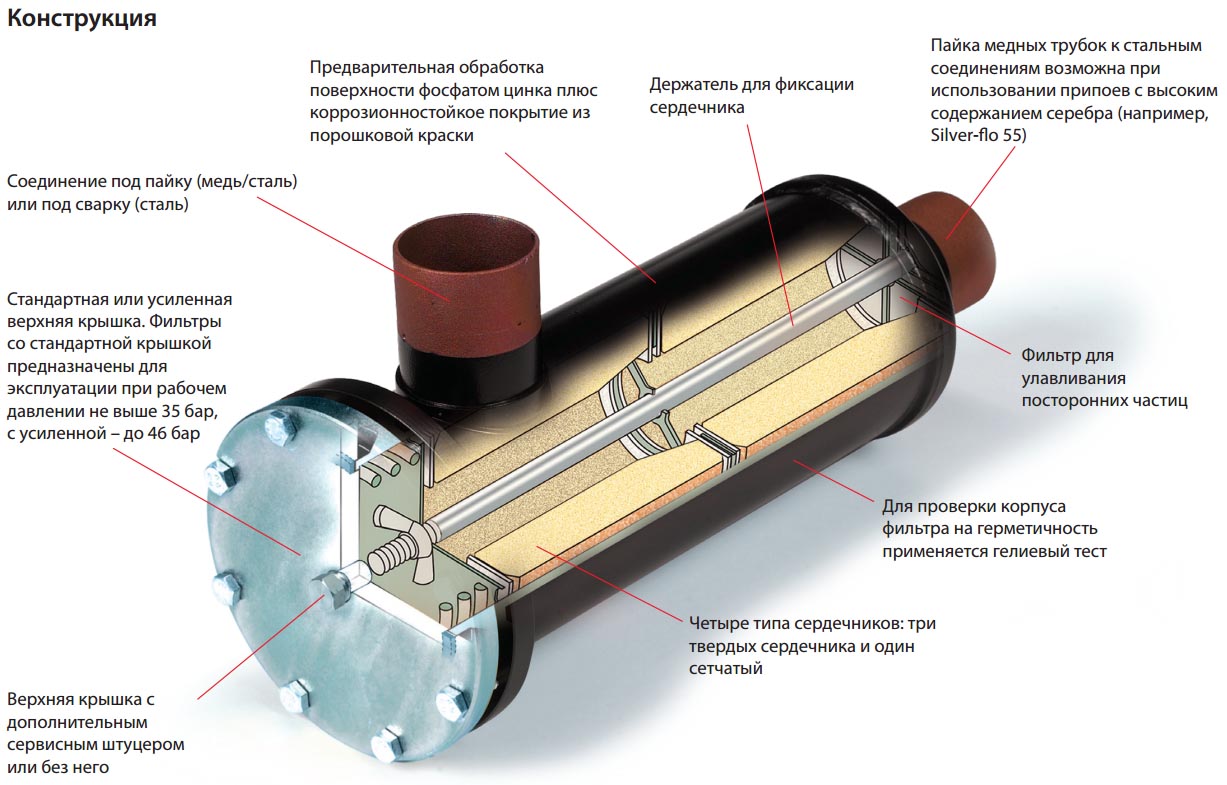 Конструкция
Предварительная обработка
поверхности фосфатом цинка плюс
коррозионностойкое покрытие из
порошковой краски
Держатель для фиксации
сердечника
Пайка медных трубок к стальным
соединениям возможна при
использовании припоев с высоким
содержанием серебра (например,
Silver-flo 55)
Соединение под пайку (медь/сталь)
или под сварку (сталь)
Стандартная или усиленная
верхняя крышка. Фильтры
со стандартной крышкой
предназначены для
эксплуатации при рабочем
давлении не выше 35 бар,
с усиленной – до 46 бар
Фильтр для
улавливания
посторонних частиц
Для проверки корпуса
фильтра на герметичность
применяется гелиевый тест
Четыре типа сердечников: три
твердых сердечника и один
сетчатый
Верхняя крышка с
дополнительным
сервисным штуцером
или без него